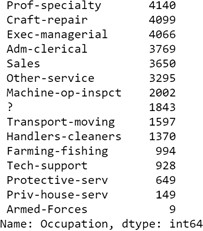 Prof-specialty 4140
Craft-repair 4099
Exec-managerial 4066
Adm-clerical 3769
Sales 3650
Other-service 3295
Machine-op-inspct 2002
? 1843
Transport-moving 1597
Handlers-cleaners 1370
Farming-fishing 994
Tech-support 928
Protective-serv 649
Priv-house-serv 149
Armed-Forces 9
Name: Occupation, dtype: int64